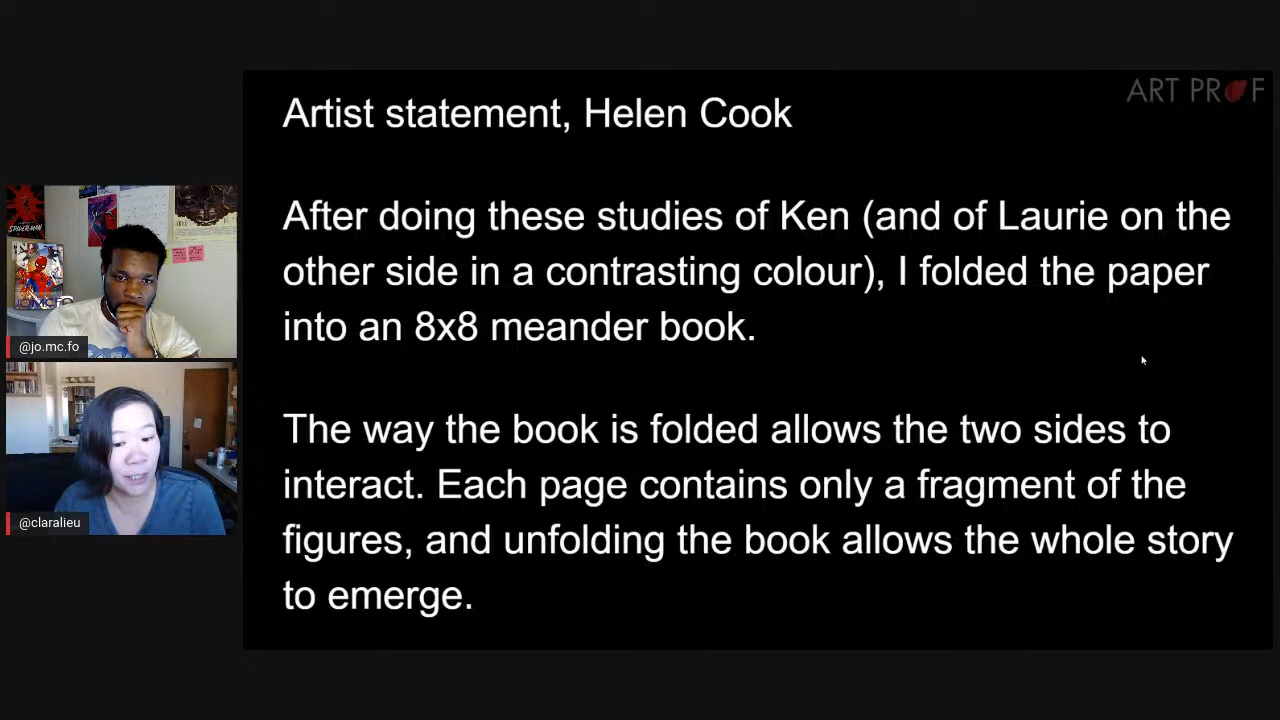 ART PROF
Artist statement, Helen Cook
After doing these studies of Ken (and of Laurie on the
other side in a contrasting colour), I folded the paper
into an 8x8 meander book.
The way the book is folded allows the two sides to
interact. Each page contains only a fragment of the
figures, and unfolding the book allows the whole story
to emerge.
SPIDER-MAN
JOMCFO
@jo.mc.fo
@claralieu